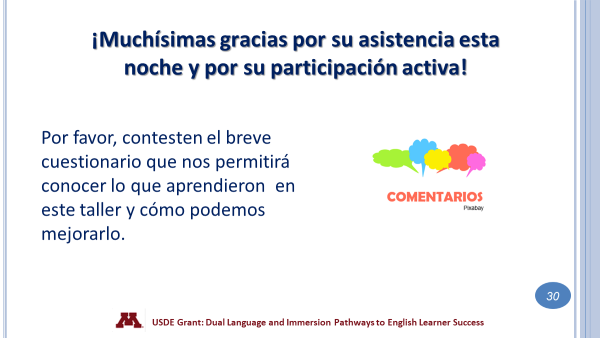 ¡Muchísimas gracias por su asistencia esta
noche y por su participación activa!
Por favor, contesten el breve
cuestionario que nos permitirá
conocer lo que aprendieron  en
este taller y cómo podemos
mejorarlo.
COMENTARIOS
Pixabay
30
M
USDE Grant: Dual Language and Immersion Pathways to English Learner Success